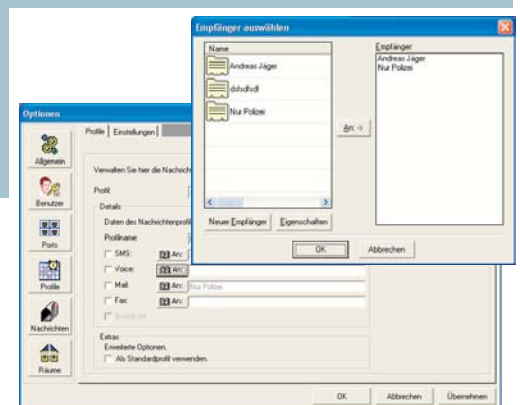 Empfänger auswählen
Name
Andreas Jäger
dsfsdfsdf
Nur Polizei
An: ->
Empfänger:
Andreas Jäger
Nur Polizei
Neuer Empfänger
Eigenschaften
OK
Abbrechen
Optionen
Allgemein
Benutzer
Ports
Profile
Nachrichten
Räume
Profile
Einstellungen
Verwalten Sie hier die Nachricht
Profil:
Details
Daten des Nachrichtenprofil
Profilname:
SMS: An:
Voice: An:
Mail: An: Nur Polizei
Fax: An:
Extras
Erweiterte Optionen.
Als Standardprofil verwenden.
OK
Abbrechen
Übernehmen